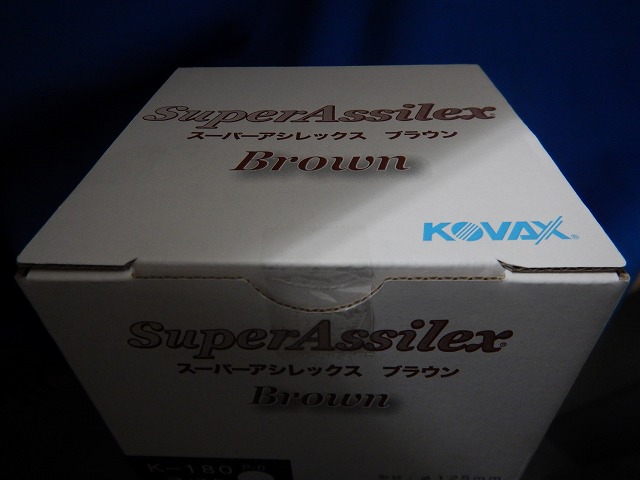 SuperAssilex
スーパーアシレックス ブラウン
Brown
KOVAX®
SuperAssilex®
スーパーアシレックス ブラウン
Brown
K-180